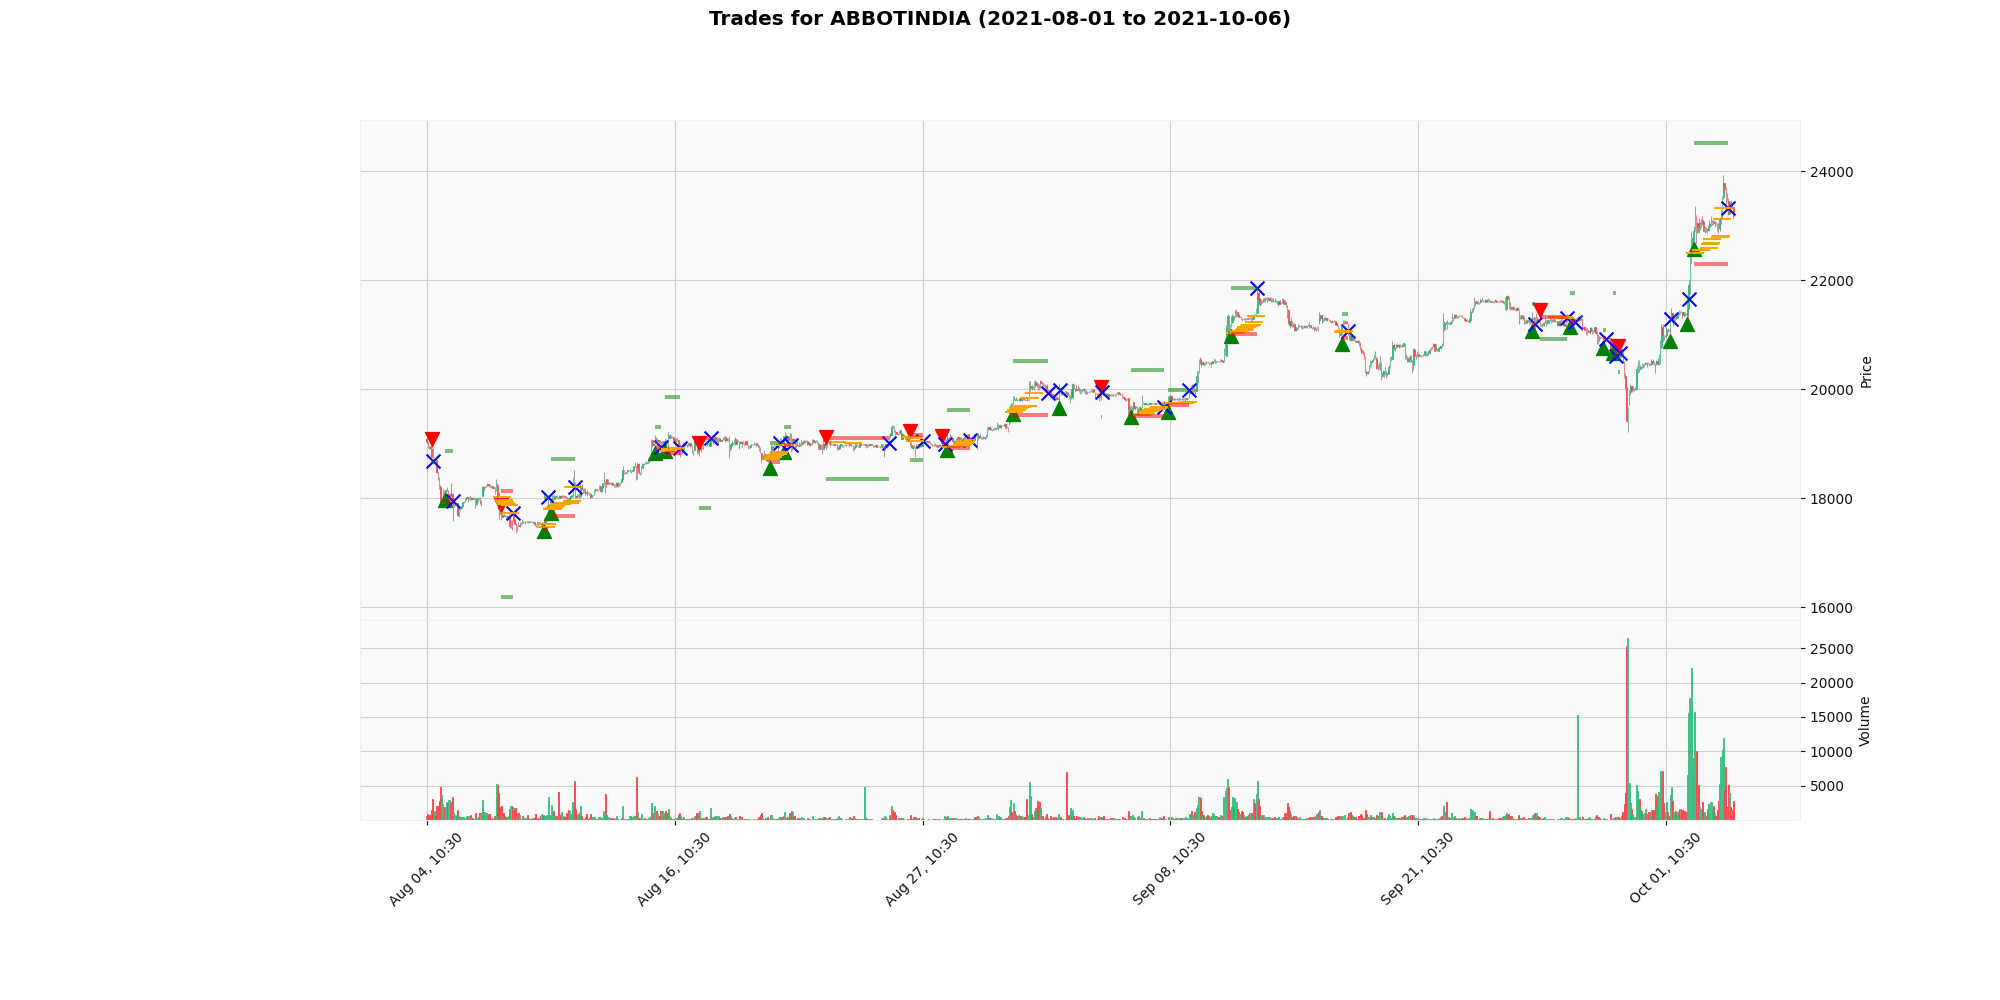 Trades for ABBOTINDIA (2021-08-01 to 2021-10-06)
24000
22000
20000
18000
16000
Price
25000
20000
15000
10000
5000
Volume
Aug 04, 10:30
Aug 16, 10:30
Aug 27, 10:30
Sep 08, 10:30
Sep 21, 10:30
Oct 01, 10:30